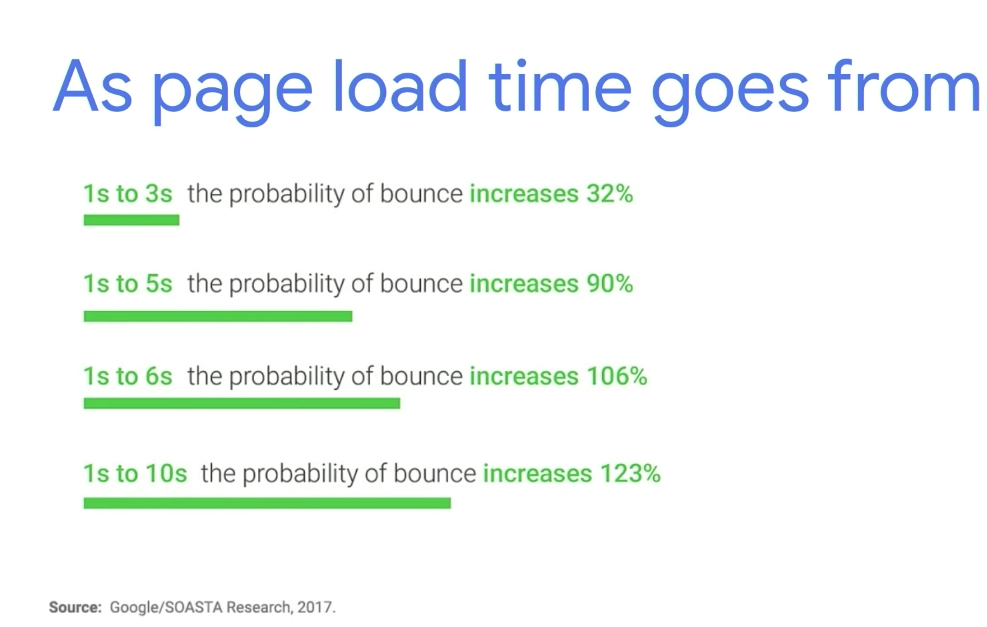 As page load time goes from
1s to 3s the probability of bounce increases 32%
1s to 5s the probability of bounce increases 90%
1s to 6s the probability of bounce increases 106%
1s to 10s the probability of bounce increases 123%
Source: Google/SOASTA Research, 2017.